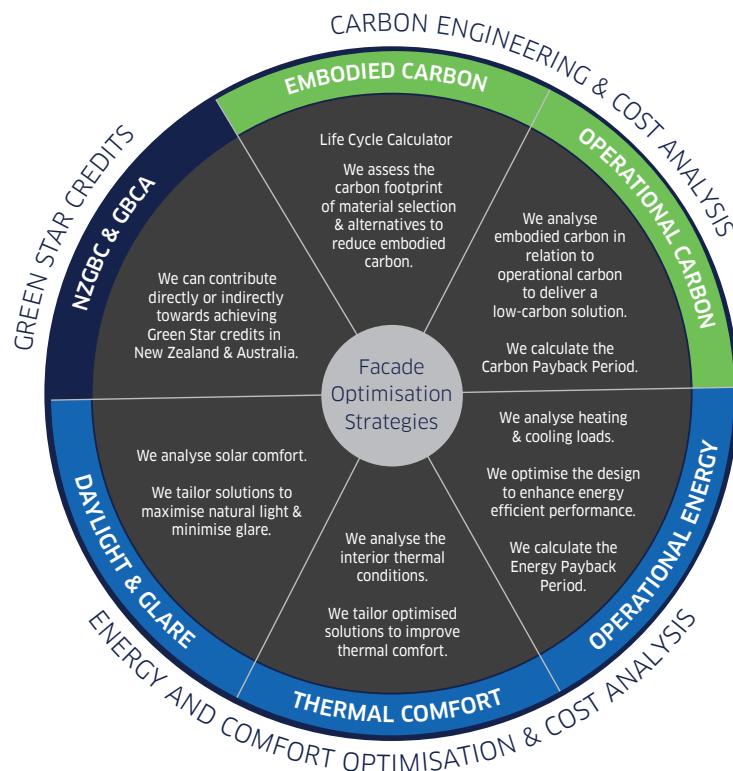 CARBON ENGINEERING & COST ANALYSIS
EMBODIED CARBON
Life Cycle Calculator
We assess the
carbon footprint
of material selection
& alternatives to
reduce embodied
carbon.
OPERATIONAL CARBON
We analyse
embodied carbon in
relation to
operational carbon
to deliver a
low-carbon solution.
We calculate the
Carbon Payback Period.
GREEN STAR CREDITS
NZGBC & GBCA
We can contribute
directly or indirectly
towards achieving
Green Star credits in
New Zealand & Australia.
Facade
Optimisation
Strategies
OPERATIONAL ENERGY
We analyse heating
& cooling loads.
We optimise the design
to enhance energy
efficient performance.
We calculate the
Energy Payback
Period.
THERMAL COMFORT
We analyse the
interior thermal
conditions.
We tailor optimised
solutions to improve
thermal comfort.
DAYLIGHT & GLARE
We analyse solar comfort.
We tailor solutions to
maximise natural light &
minimise glare.
ENERGY AND COMFORT OPTIMISATION & COST ANALYSIS